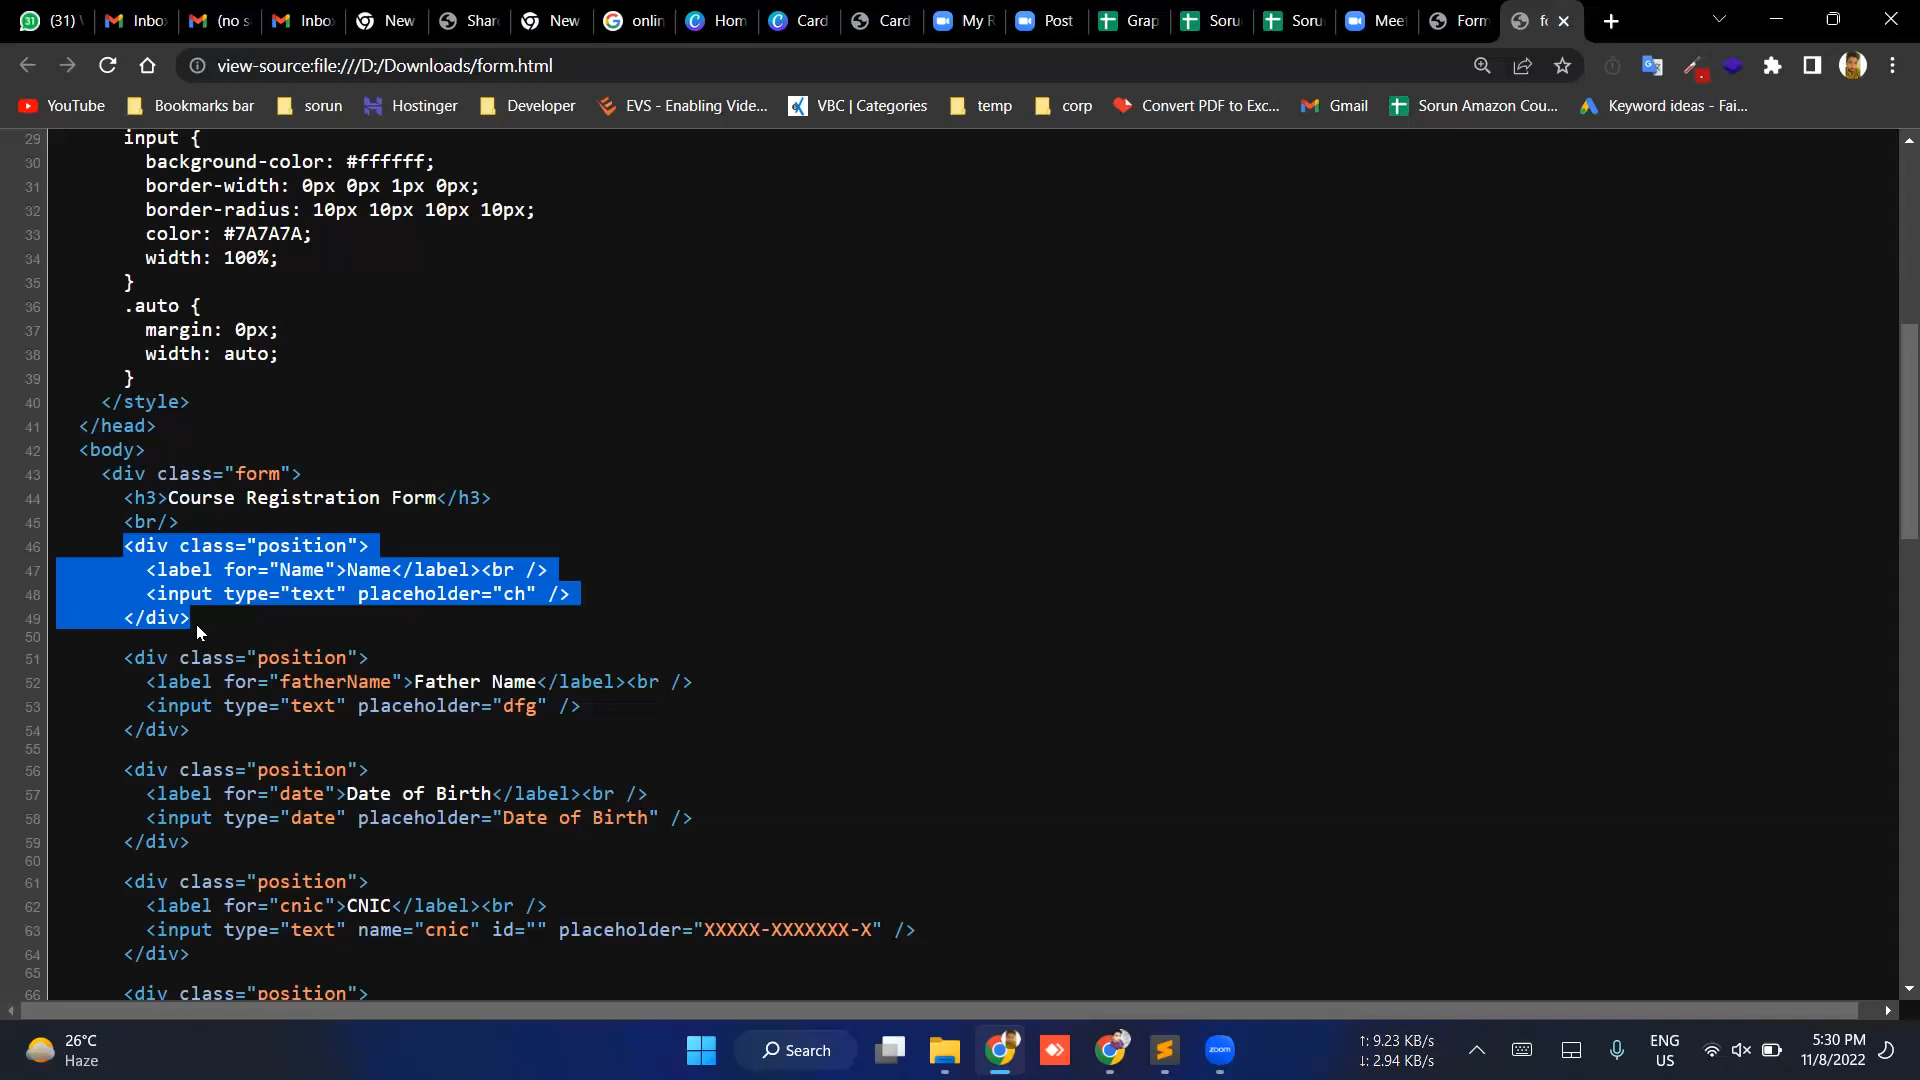 (31)
Inbo
(no s
Inbo
New
Shar
New
onlin
Hom
Card
Card
My R
Post
Grap
Soru
Soru
Meet
Form
view-source:file:///D:/Downloads/form.html
YouTube
Bookmarks bar
sorun
Hostinger
Developer
EVS - Enabling Vide...
VBC | Categories
temp
corp
Convert PDF to Exc...
Gmail
Sorun Amazon Cou...
Keyword ideas - Fai...
29 input {
30 background-color: #ffffff;
31 border-width: 0px 0px 1px 0px;
32 border-radius: 10px 10px 10px 10px;
33 color: #7A7A7A;
34 width: 100%;
35 }
36 .auto {
37 margin: 0px;
38 width: auto;
39 }
40 </style>
41 </head>
42 <body>
43 <div class="form">
44 <h3>Course Registration Form</h3>
45 <br/>
46 <div class="position">
47 <label for="Name">Name</label><br />
48 <input type="text" placeholder="ch" />
49 </div>
50
51 <div class="position">
52 <label for="fatherName">Father Name</label><br />
53 <input type="text" placeholder="dfg" />
54 </div>
55
56 <div class="position">
57 <label for="date">Date of Birth</label><br />
58 <input type="date" placeholder="Date of Birth" />
59 </div>
60
61 <div class="position">
62 <label for="cnic">CNIC</label><br />
63 <input type="text" name="cnic" id="" placeholder="XXXXX-XXXXXXX-X" />
64 </div>
65
66 <div class="position">
26°C
Haze
Search
zoom
↑: 9.23 KB/s
↓: 2.94 KB/s
ENG
US
5:30 PM
11/8/2022